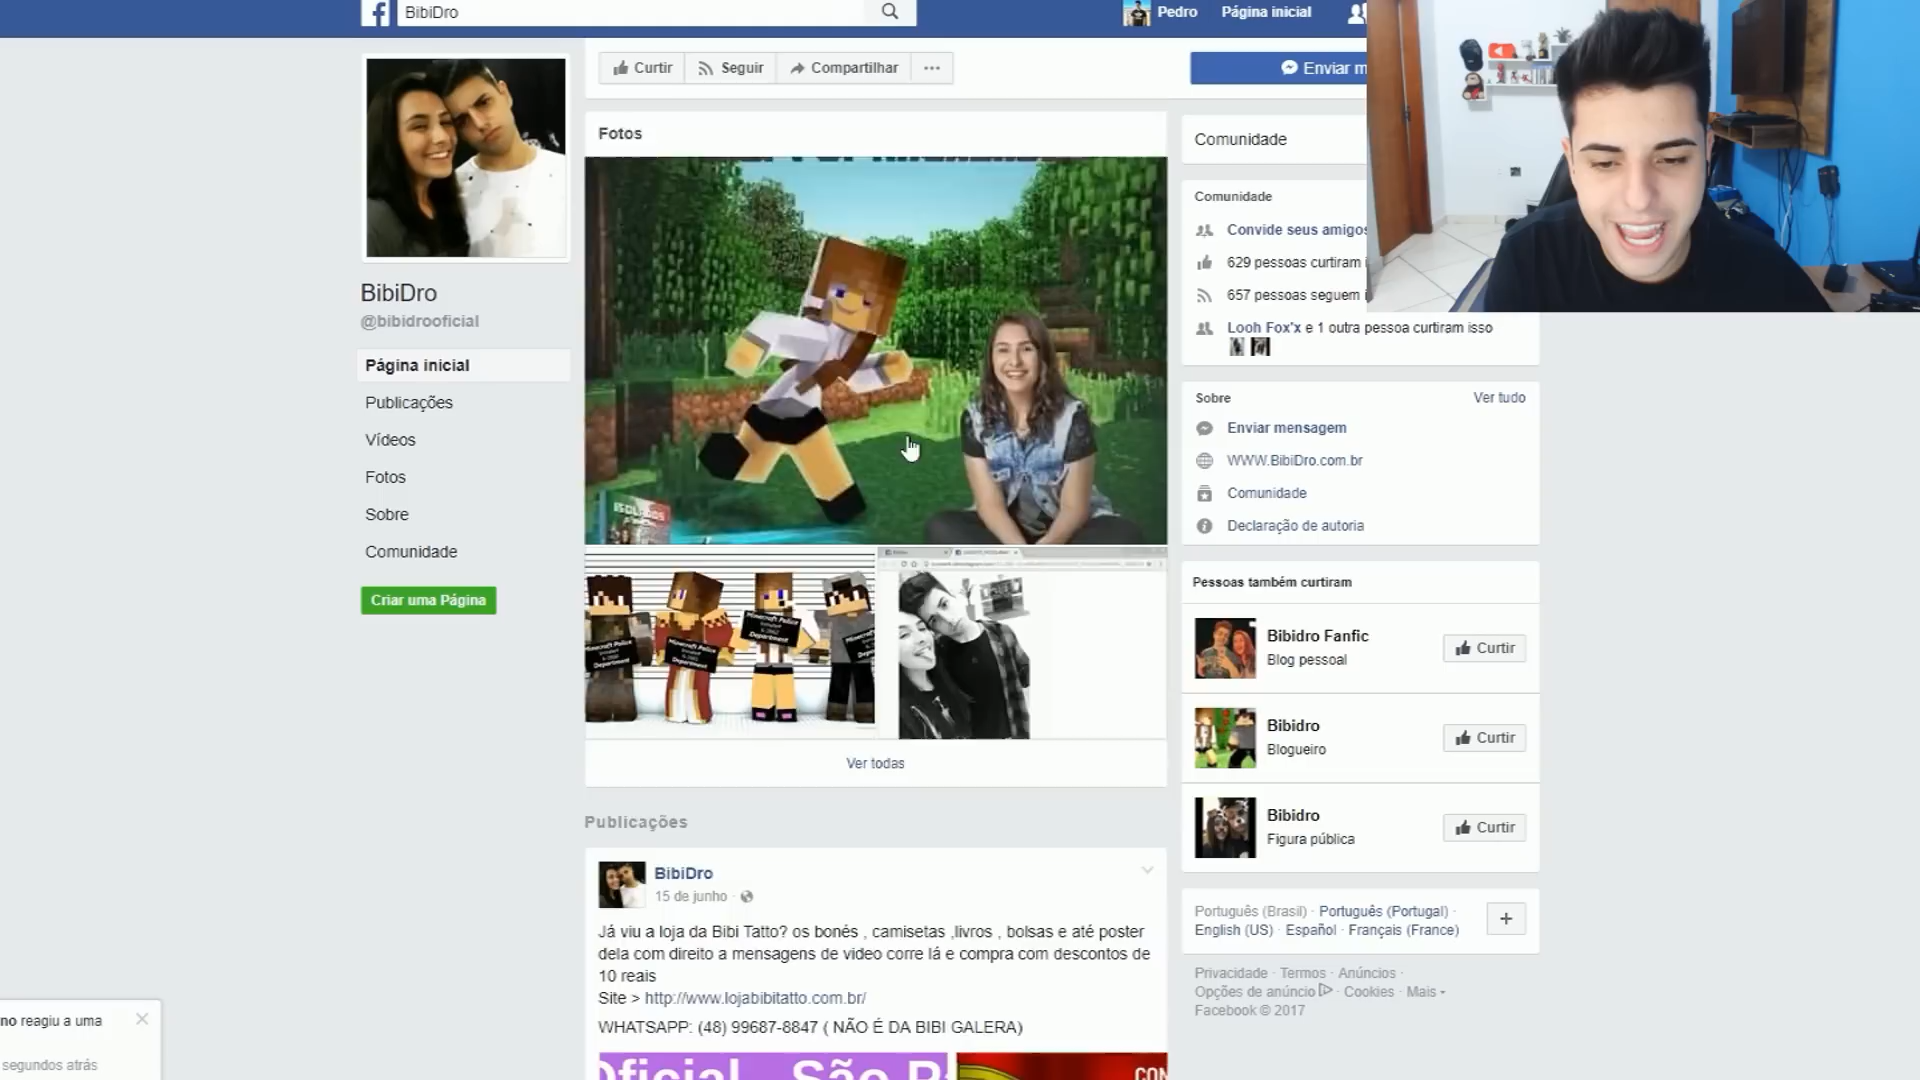 BibiDro
Pedro
Página inicial
Curtir
Seguir
Compartilhar
Enviar m
Fotos
BibiDro
@bibidrooficial
Página inicial
Publicações
Vídeos
Fotos
Sobre
Comunidade
Criar uma Página
Minecraft Police
Department
Minecraft Police
Department
Ver todas
Publicações
BibiDro
15 de junho ·
Já viu a loja da Bibi Tatto? os bonés , camisetas ,livros , bolsas e até poster
dela com direito a mensagens de video corre lá e compra com descontos de
10 reais
Site > http://www.lojabibitatto.com.br/
WHATSAPP: (48) 99687-8847 ( NÃO É DA BIBI GALERA)
Comunidade
Comunidade
Convide seus amigos
629 pessoas curtiram i
657 pessoas seguem i
Looh Fox'x e 1 outra pessoa curtiram isso
Sobre
Ver tudo
Enviar mensagem
WWW.BibiDro.com.br
Comunidade
Declaração de autoria
Pessoas também curtiram
Bibidro Fanfic
Blog pessoal
Curtir
Bibidro
Blogueiro
Curtir
Bibidro
Figura pública
Curtir
Português (Brasil) · Português (Portugal) ·
English (US) · Español · Français (France)
+
Privacidade · Termos · Anúncios ·
Opções de anúncio · Cookies · Mais
Facebook © 2017
no reagiu a uma
segundos atrás